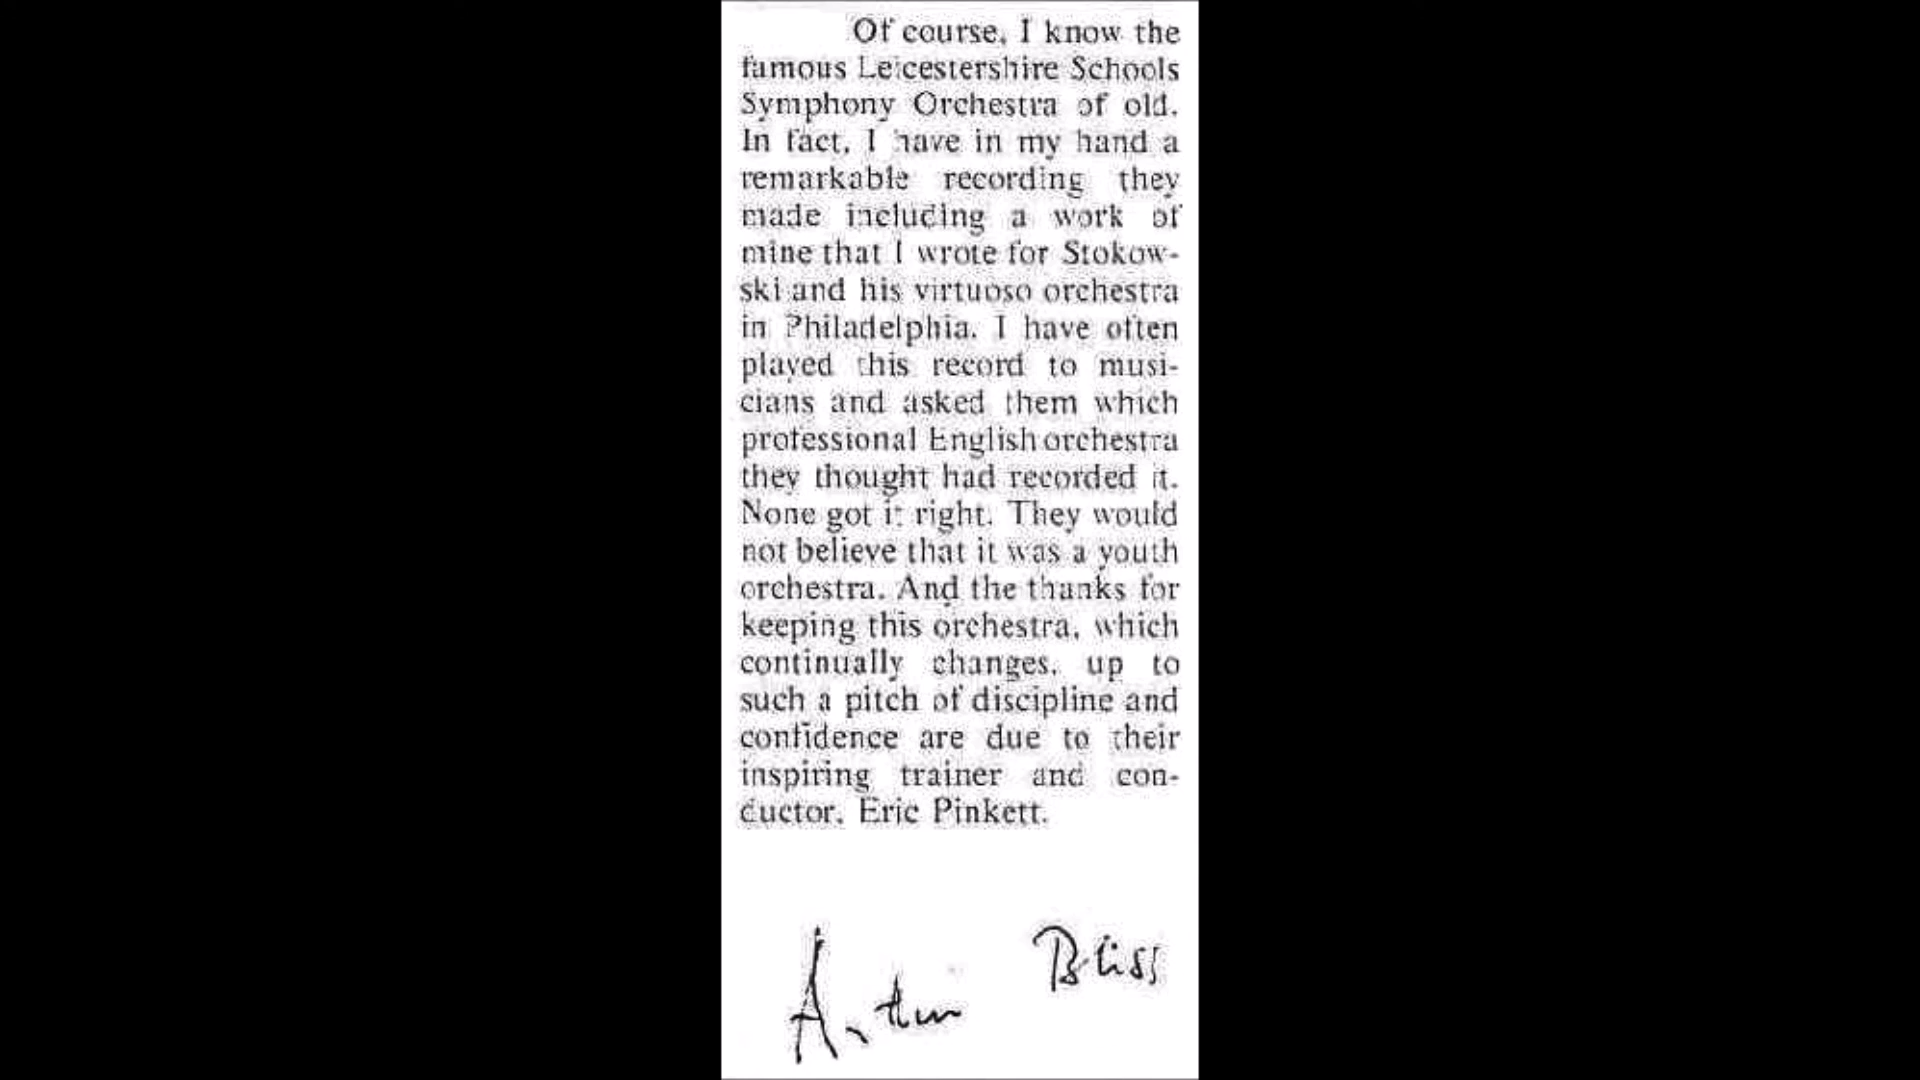 Of course, I know the
famous Leicestershire Schools
Symphony Orchestra of old.
In fact, I have in my hand a
remarkable recording they
made including a work of
mine that I wrote for Stokow-
ski and his virtuoso orchestra
in Philadelphia. I have often
played this record to musi-
cians and asked them which
professional English orchestra
they thought had recorded it.
None got it right. They would
not believe that it was a youth
orchestra. And the thanks for
keeping this orchestra, which
continually changes, up to
such a pitch of discipline and
confidence are due to their
inspiring trainer and con-
ductor, Eric Pinkett.
Arthur Bliss